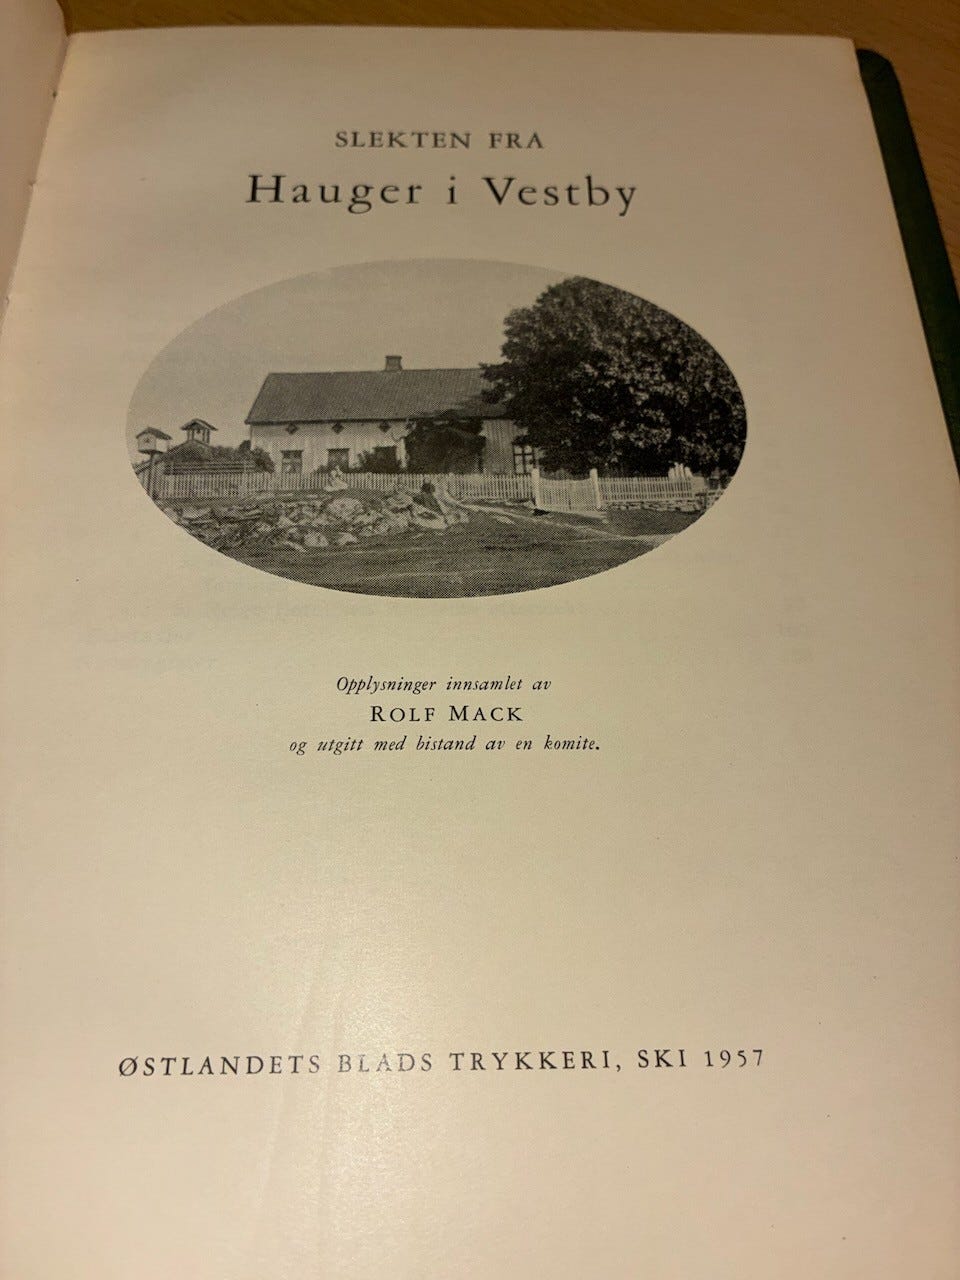 SLEKTEN FRA
Hauger i Vestby
Opplysninger innsamlet av
ROLF MACK
og utgitt med bistand av en komite.
ØSTLANDETS BLADS TRYKKERI, SKI 1957